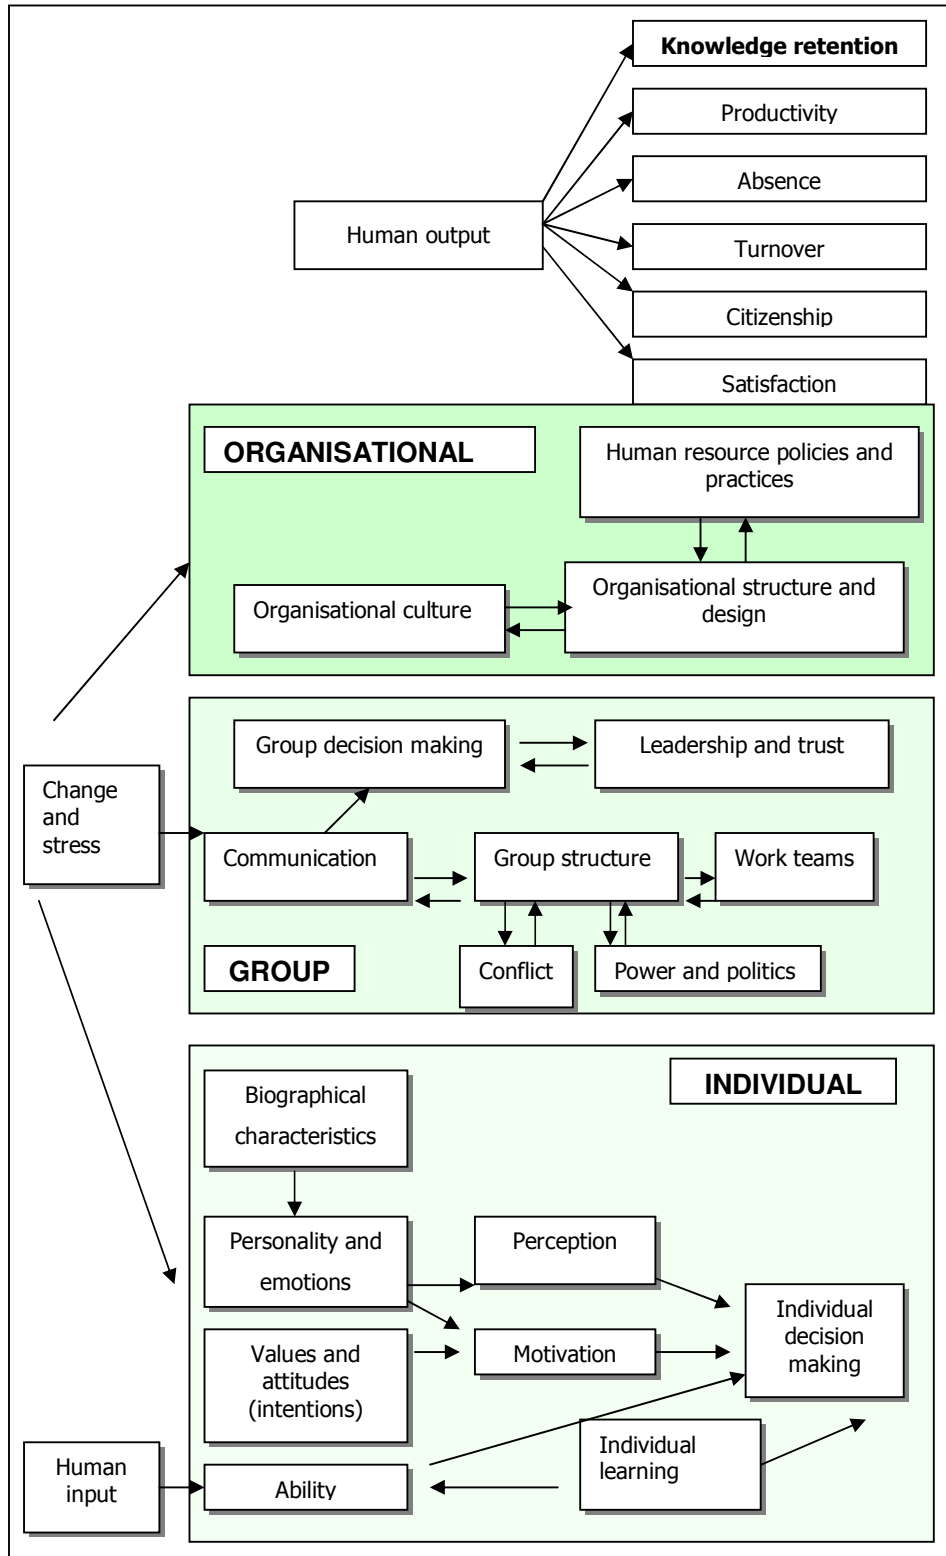 Knowledge retention
Productivity
Absence
Human output
Turnover
Citizenship
Satisfaction
ORGANISATIONAL
Human resource policies and
practices
Organisational culture
Organisational structure and
design
Group decision making
Leadership and trust
Change
and
stress
Communication
Group structure
Work teams
GROUP
Conflict
Power and politics
INDIVIDUAL
Biographical
characteristics
Personality and
emotions
Perception
Individual
decision
making
Values and
attitudes
(intentions)
Motivation
Individual
learning
Human
input
Ability